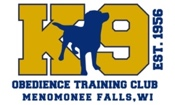 K9
EST. 1956
OBEDIENCE TRAINING CLUB
MENOMONEE FALLS, WI